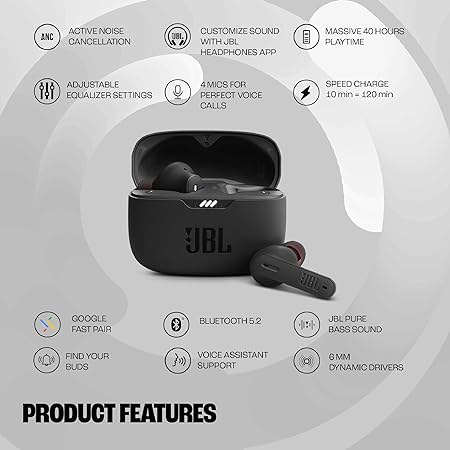 ANC
ACTIVE NOISE
CANCELLATION
JBL
CUSTOMIZE SOUND
WITH JBL
HEADPHONES APP
MASSIVE 40 HOURS
PLAYTIME
ADJUSTABLE
EQUALIZER SETTINGS
4 MICS FOR
PERFECT VOICE
CALLS
SPEED CHARGE
10 min = 120 min
JBL
JBL
GOOGLE
FAST PAIR
BLUETOOTH 5.2
JBL PURE
BASS SOUND
FIND YOUR
BUDS
VOICE ASSISTANT
SUPPORT
6 MM
DYNAMIC DRIVERS
PRODUCT FEATURES